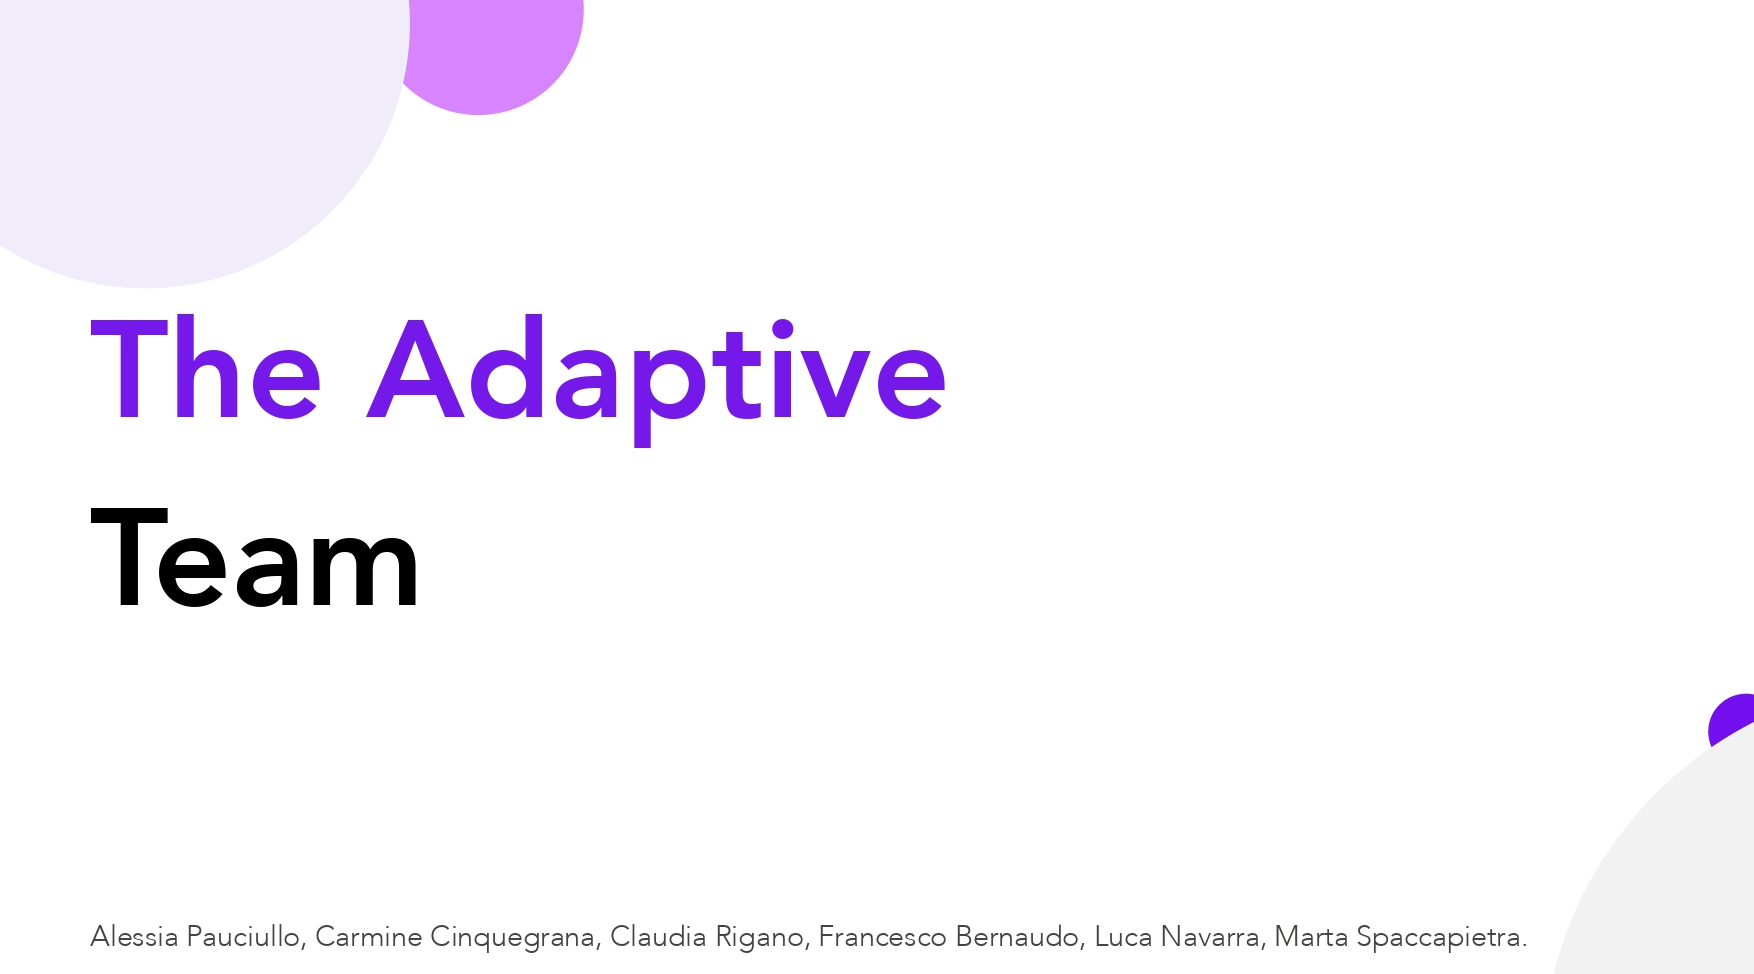 The Adaptive
Team
Alessia Pauciullo, Carmine Cinquegrana, Claudia Rigano, Francesco Bernaudo, Luca Navarra, Marta Spaccapietra.